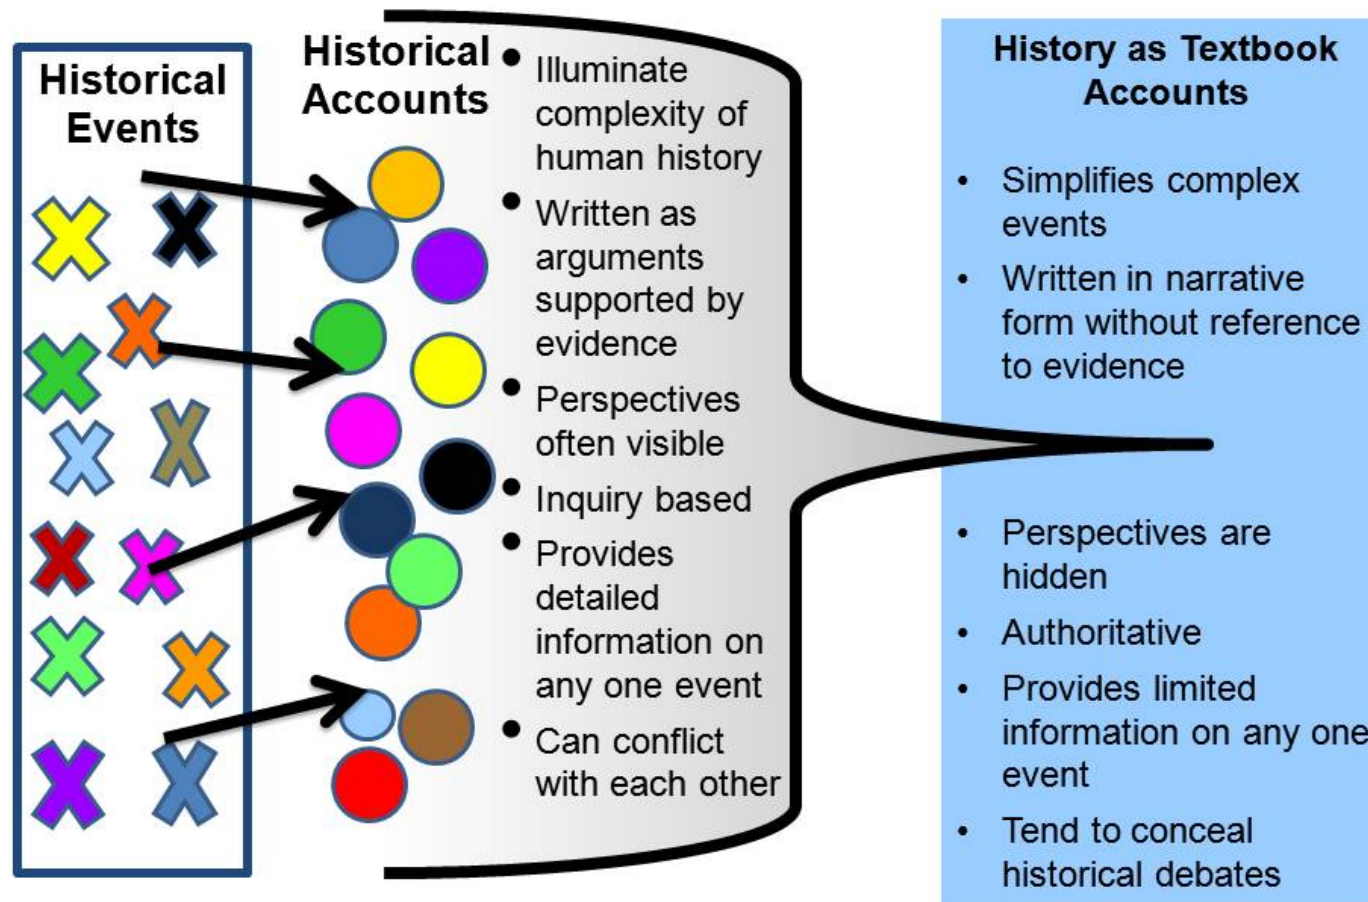 Historical
Events
Historical
Accounts
• Illuminate
complexity of
human history
• Written as
arguments
supported by
evidence
• Perspectives
often visible
• Inquiry based
• Provides
detailed
information on
any one event
• Can conflict
with each other
History as Textbook
Accounts
• Simplifies complex
events
• Written in narrative
form without reference
to evidence
• Perspectives are
hidden
• Authoritative
• Provides limited
information on any one
event
• Tend to conceal
historical debates